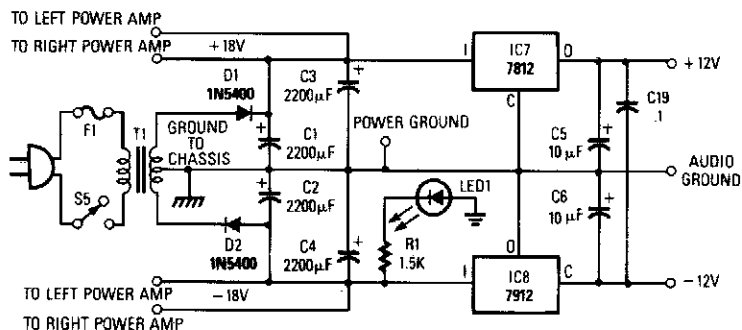 TO LEFT POWER AMP
TO RIGHT POWER AMP
+18V
D1
1N5400
C3
2200µF
I
IC7
7812
O
C
+12V
C19
.1
F1
T1
GROUND
TO
CHASSIS
C1
2200µF
POWER GROUND
C5
10µF
S5
C2
2200µF
LED1
AUDIO
GROUND
C6
10µF
D2
1N5400
C4
2200µF
R1
1.5K
O
I
IC8
7912
C
−12V
TO LEFT POWER AMP
−18V
TO RIGHT POWER AMP
+
+
+
+
+
+